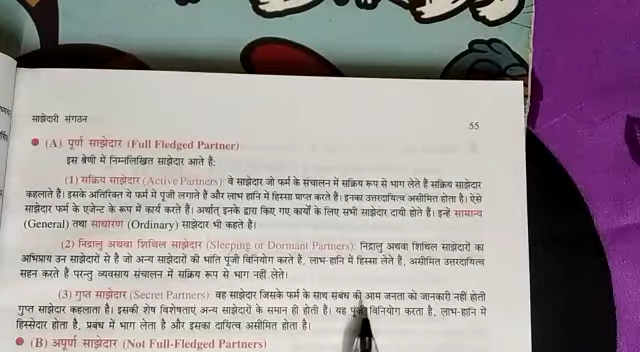 साझेदारी संगठन
55
(A) पूर्ण साझेदार (Full Fledged Partner)
इस श्रेणी में निम्नलिखित साझेदार आते हैं:
(1) सक्रिय साझेदार (Active Partners): वे साझेदार जो फर्म के संचालन में सक्रिय रूप से भाग लेते हैं सक्रिय साझेदार
कहलाते हैं। इसके अतिरिक्त ये फर्म में पूंजी लगाते हैं और लाभ हानि में हिस्सा प्राप्त करते हैं। इनका उत्तरदायित्व असीमित होता है। ऐसे
साझेदार फर्म के एजेन्ट के रूप में कार्य करते हैं। अर्थात् इनके द्वारा किए गए कार्यों के लिए सभी साझेदार दायी होते हैं। इन्हें सामान्य
(General) तथा साधारण (Ordinary) साझेदार भी कहते हैं।
(2) निद्रालु अथवा शिथिल साझेदार (Sleeping or Dormant Partners): निद्रालु अथवा शिथिल साझेदारों का
अभिप्राय उन साझेदारों से है जो अन्य साझेदारों की भांति पूंजी विनियोग करते हैं, लाभ-हानि में हिस्सा लेते हैं, असीमित उत्तरदायित्व
सहन करते हैं परन्तु व्यवसाय संचालन में सक्रिय रूप से भाग नहीं लेते।
(3) गुप्त साझेदार (Secret Partners): वह साझेदार जिसके फर्म के साथ संबंध की आम जनता को जानकारी नहीं होती
गुप्त साझेदार कहलाता है। इसकी शेष विशेषताएं अन्य साझेदारों के समान ही होती हैं। यह पूंजी विनियोग करता है, लाभ-हानि में
हिस्सेदार होता है, प्रबंध में भाग लेता है और इसका दायित्व असीमित होता है।
(B) अपूर्ण साझेदार (Not Full-Fledged Partners)